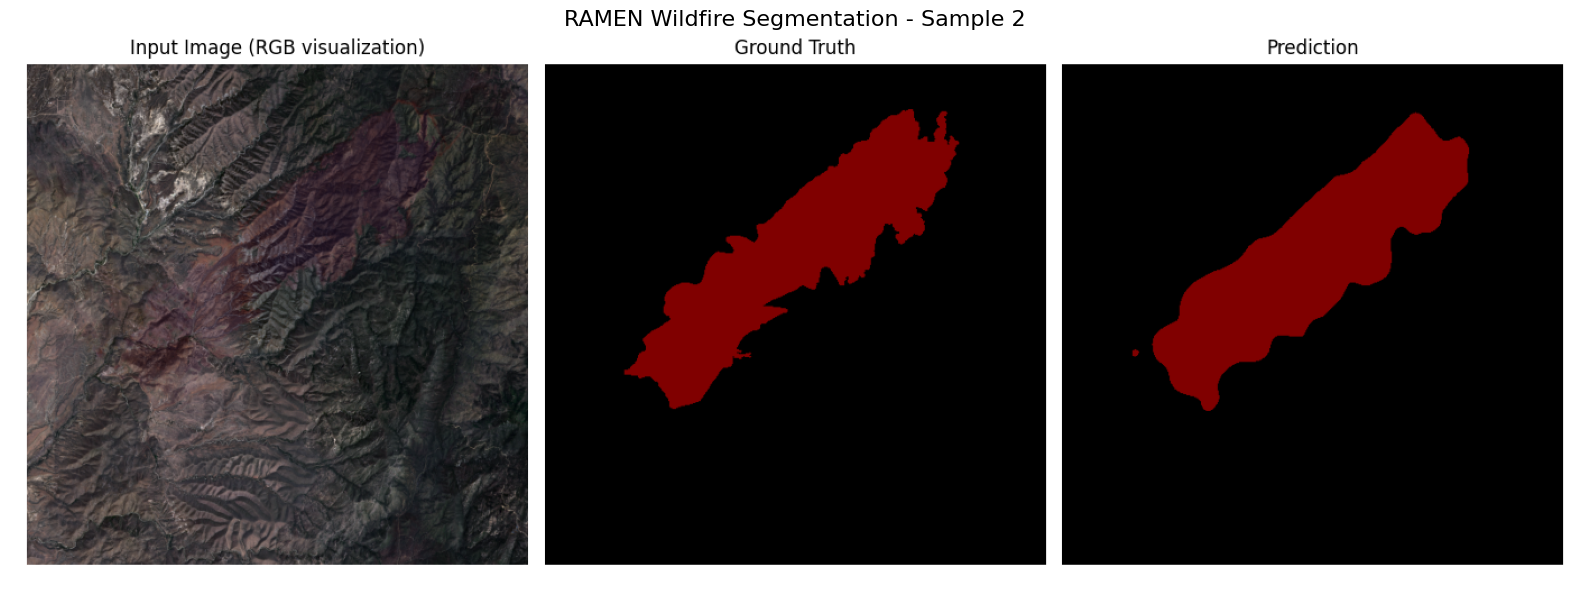 RAMEN Wildfire Segmentation - Sample 2
Input Image (RGB visualization)
Ground Truth
Prediction